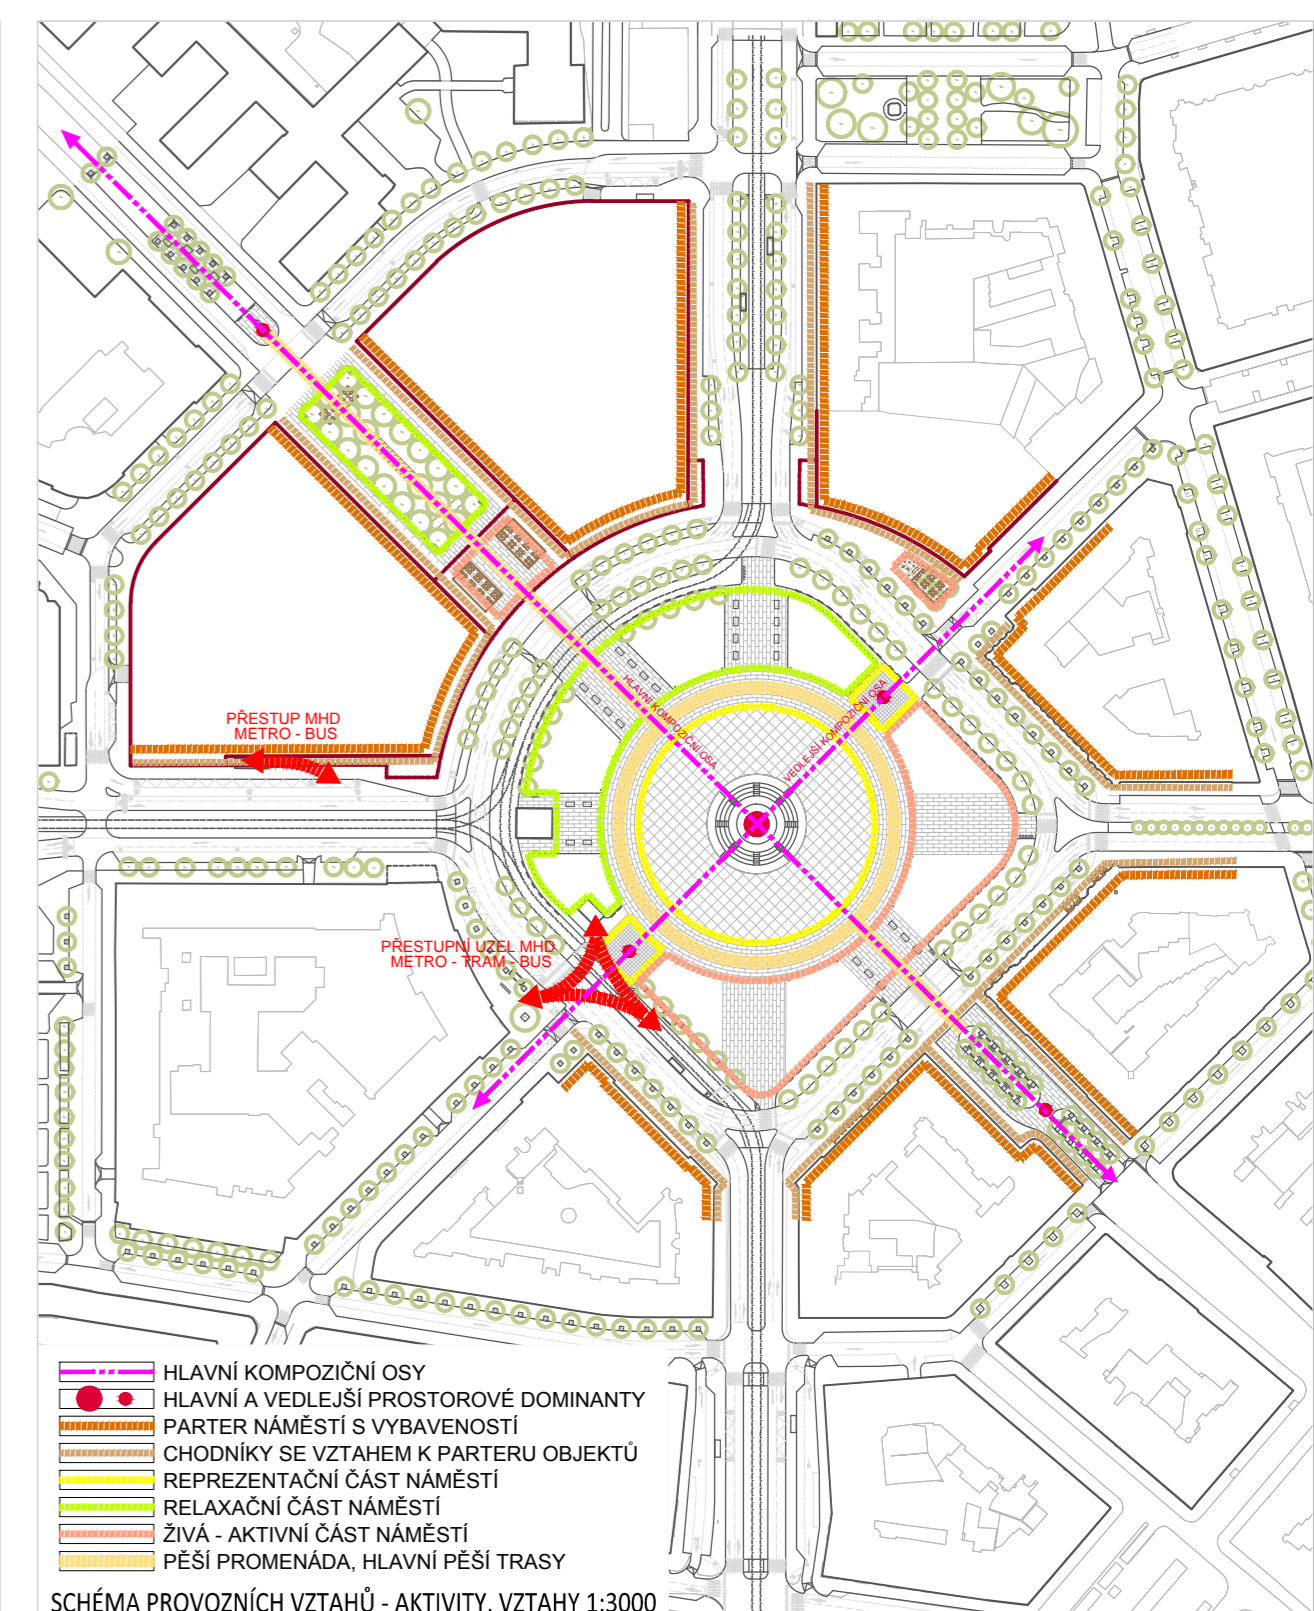 PŘESTUP MHD
METRO - BUS
HLAVNÍ KOMPOZIČNÍ OSA
VEDLEJŠÍ KOMPOZIČNÍ OSA
PŘESTUPNÍ UZEL MHD
METRO - TRAM - BUS
HLAVNÍ KOMPOZIČNÍ OSY
HLAVNÍ A VEDLEJŠÍ PROSTOROVÉ DOMINANTY
PARTER NÁMĚSTÍ S VYBAVENOSTÍ
CHODNÍKY SE VZTAHEM K PARTERU OBJEKTŮ
REPREZENTAČNÍ ČÁST NÁMĚSTÍ
RELAXAČNÍ ČÁST NÁMĚSTÍ
ŽIVÁ - AKTIVNÍ ČÁST NÁMĚSTÍ
PĚŠÍ PROMENÁDA, HLAVNÍ PĚŠÍ TRASY
SCHÉMA PROVOZNÍCH VZTAHŮ - AKTIVITY, VZTAHY 1:3000